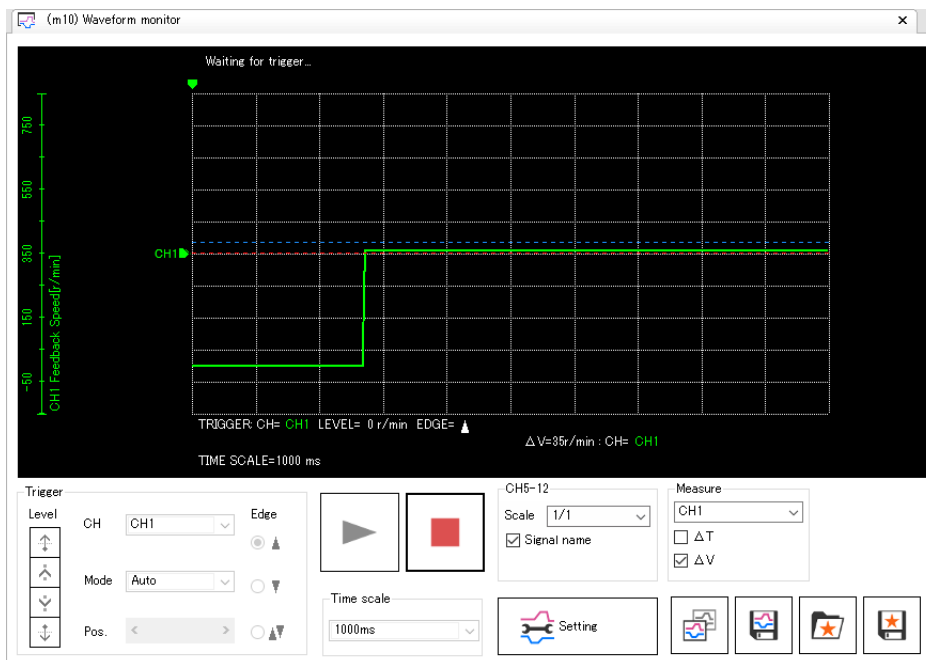 (m10) Waveform monitor
×
Waiting for trigger...
750
550
350
150
-50
CH1 Feedback Speed[r/min]
CH1
TRIGGER: CH= CH1 LEVEL= 0 r/min EDGE=
ΔV=35r/min : CH= CH1
TIME SCALE=1000 ms
Trigger
Level
CH
CH1
Edge
Mode
Auto
Pos.
Time scale
1000ms
CH5-12
Scale
1/1
Signal name
Measure
CH1
ΔT
ΔV
Setting